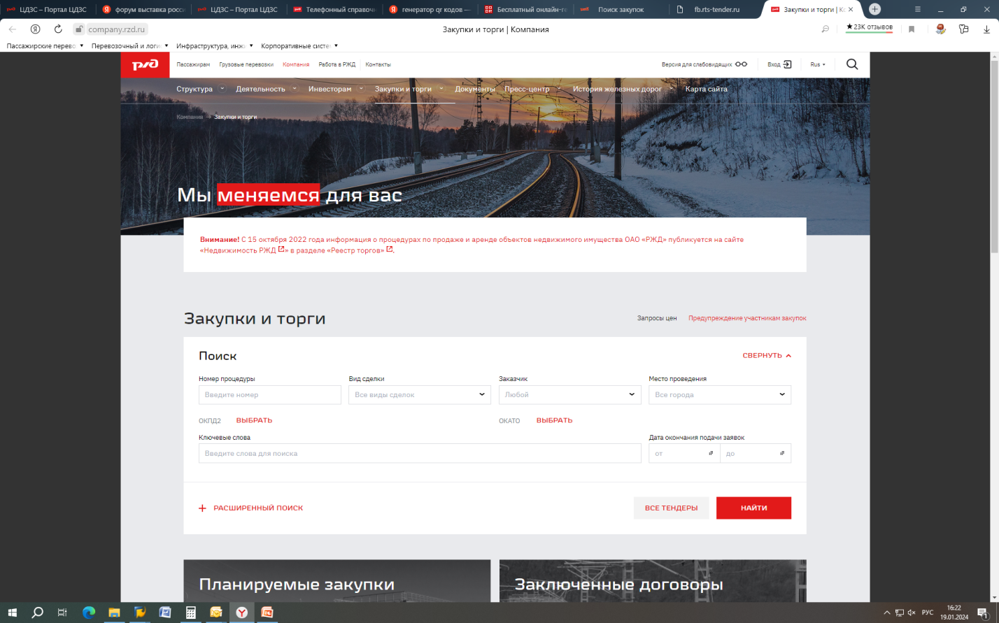 ЦДЗС – Портал ЦДЗС
форум выставка росси
ЦДЗС – Портал ЦДЗС
Телефонный справочн
генератор qr кодов —
Бесплатный онлайн-ге
Поиск закупок
fb.rts-tender.ru
Закупки и торги | Ко
company.rzd.ru
Закупки и торги | Компания
★ 23K отзывов
Пассажирские перево
Перевозочный и логи
Инфраструктура, инжи
Корпоративные систе
ржд
Пассажирам
Грузовые перевозки
Компания
Работа в РЖД
Контакты
Версия для слабовидящих
Вход
Rus
Структура
Деятельность
Инвесторам
Закупки и торги
Документы
Пресс-центр
История железных дорог
Карта сайта
Компания → Закупки и торги
Мы меняемся для вас
Внимание! С 15 октября 2022 года информация о процедурах по продаже и аренде объектов недвижимого имущества ОАО «РЖД» публикуется на сайте
«Недвижимость РЖД» в разделе «Реестр торгов».
Закупки и торги
Запросы цен
Предупреждение участникам закупок
Поиск
СВЕРНУТЬ
Номер процедуры
Вид сделки
Заказчик
Место проведения
Введите номер
Все виды сделок
Любой
Все города
ОКПД2
ВЫБРАТЬ
ОКАТО
ВЫБРАТЬ
Ключевые слова
Дата окончания подачи заявок
Введите слова для поиска
от
до
+ РАСШИРЕННЫЙ ПОИСК
ВСЕ ТЕНДЕРЫ
НАЙТИ
Планируемые закупки
Заключенные договоры
РУС
16:22
19.01.2024
1